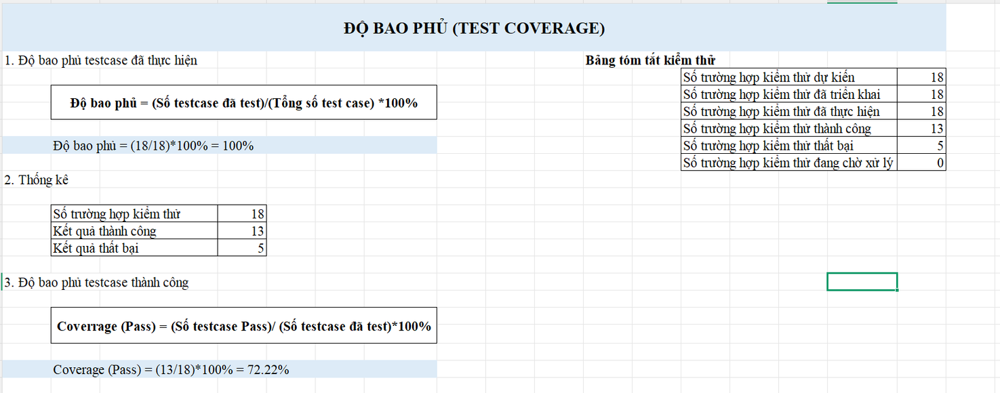 ĐỘ BAO PHỦ (TEST COVERAGE)
1. Độ bao phủ testcase đã thực hiện
Độ bao phủ = (Số testcase đã test)/(Tổng số test case) *100%
Độ bao phủ = (18/18)*100% = 100%
2. Thống kê
Số trường hợp kiểm thử 18
Kết quả thành công 13
Kết quả thất bại 5
3. Độ bao phủ testcase thành công
Coverrage (Pass) = (Số testcase Pass)/ (Số testcase đã test)*100%
Coverage (Pass) = (13/18)*100% = 72.22%
Bảng tóm tắt kiểm thử
Số trường hợp kiểm thử dự kiến 18
Số trường hợp kiểm thử đã triển khai 18
Số trường hợp kiểm thử đã thực hiện 18
Số trường hợp kiểm thử thành công 13
Số trường hợp kiểm thử thất bại 5
Số trường hợp kiểm thử đang chờ xử lý 0